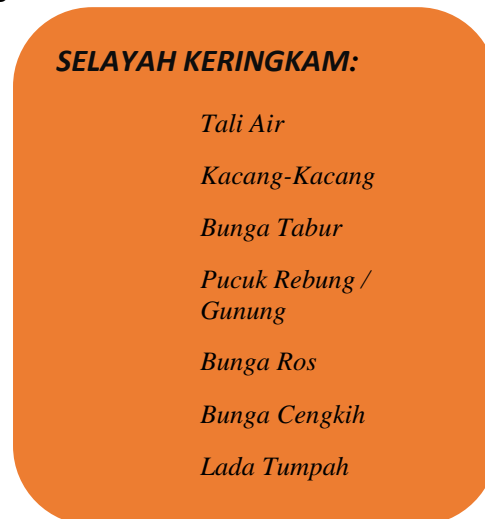 SELAYAH KERINGKAM:
Tali Air
Kacang-Kacang
Bunga Tabur
Pucuk Rebung /
Gunung
Bunga Ros
Bunga Cengkih
Lada Tumpah